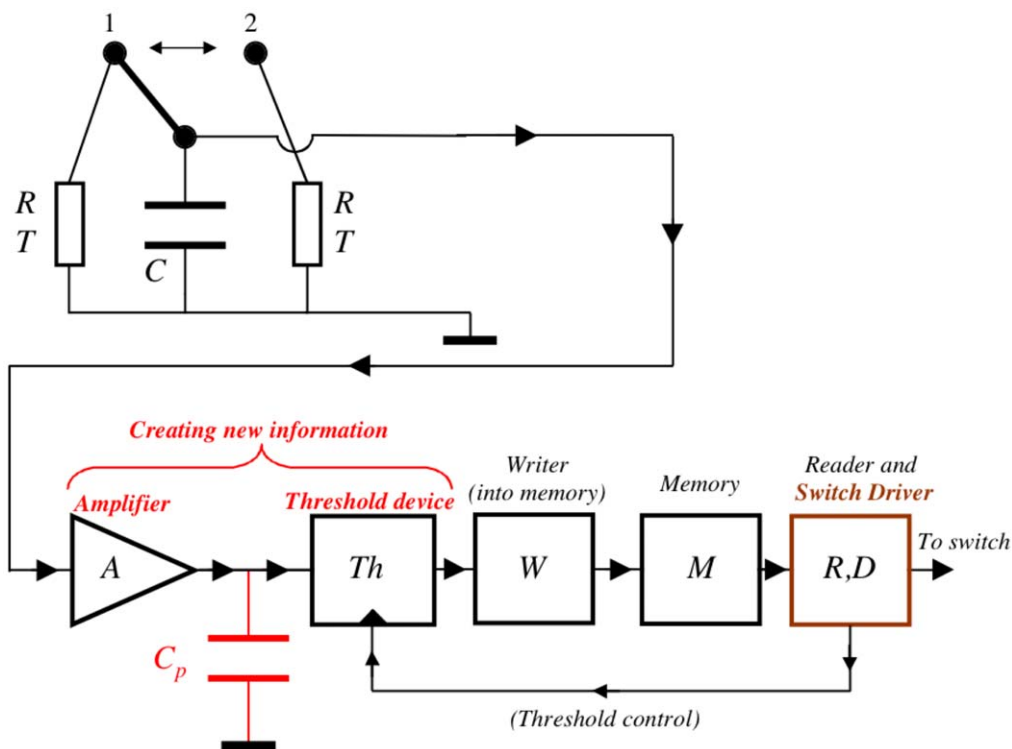 1
2
R
T
C
R
T
Creating new information
Amplifier
Threshold device
Writer
(into memory)
Memory
Reader and
Switch Driver
To switch
A
Th
W
M
R,D
Cp
(Threshold control)